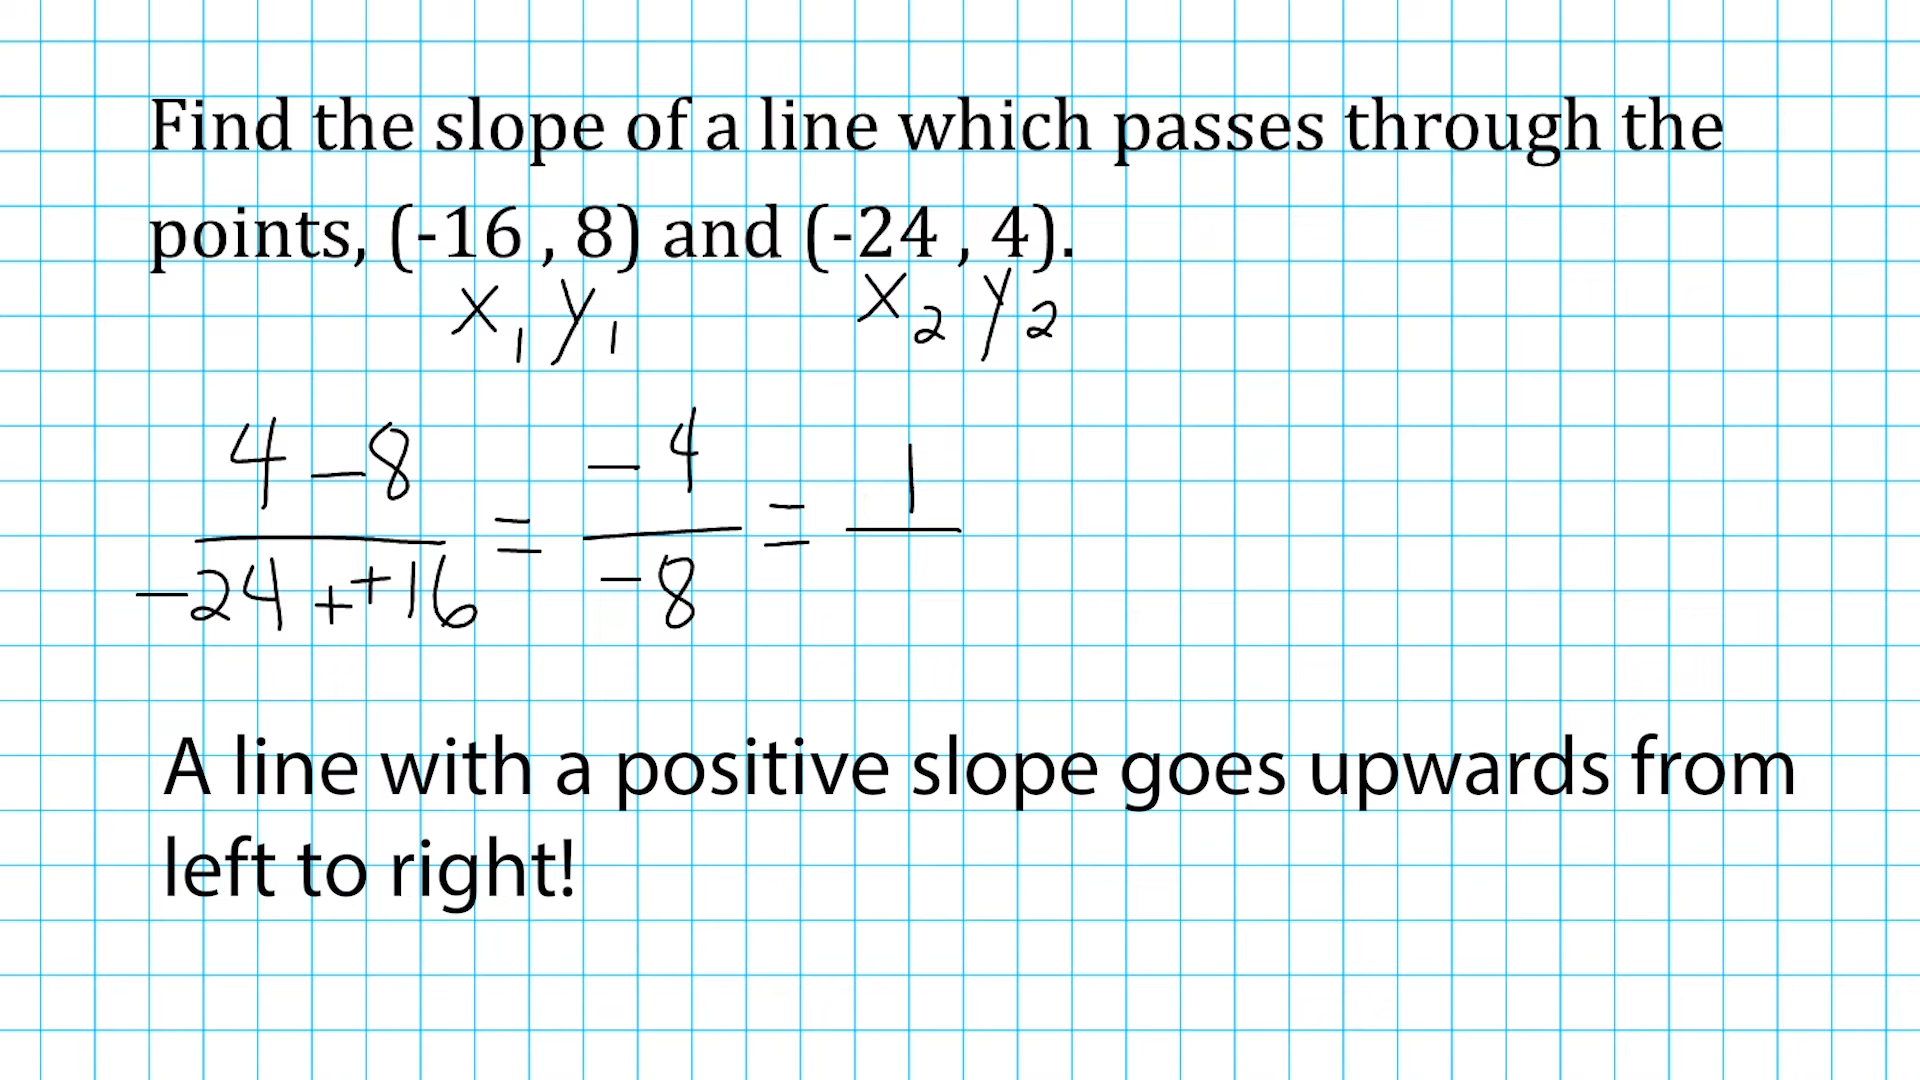 Find the slope of a line which passes through the
points, (-16 , 8) and (-24 , 4).
x₁ y₁ x₂ y₂
4 - 8 / -24 + +16 = -4 / -8 = 1 /
A line with a positive slope goes upwards from
left to right!